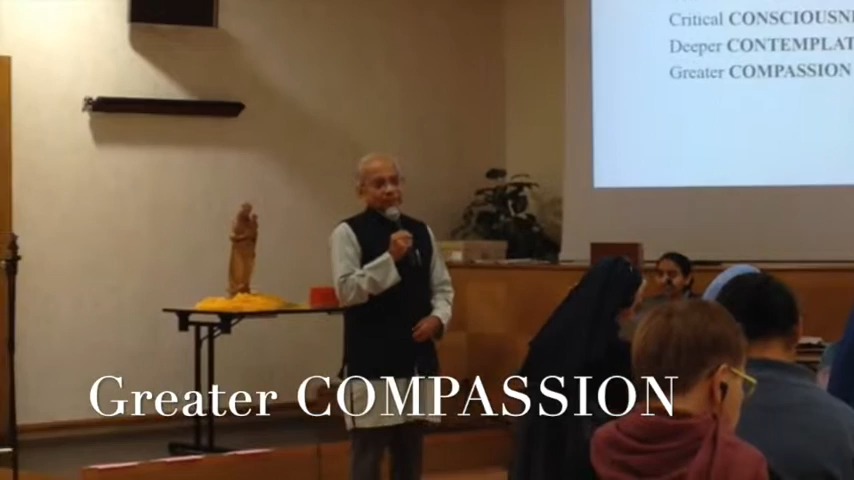 Critical CONSCIOUSNE
Deeper CONTEMPLAT
Greater COMPASSION
Greater COMPASSION